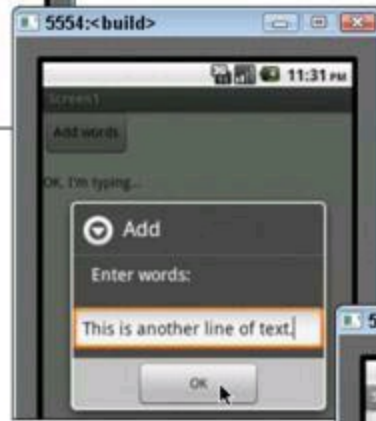 5554:<build>
11:31 PM
Screen1
Add words
OK, I'm typing...
Add
Enter words:
This is another line of text.
OK
5